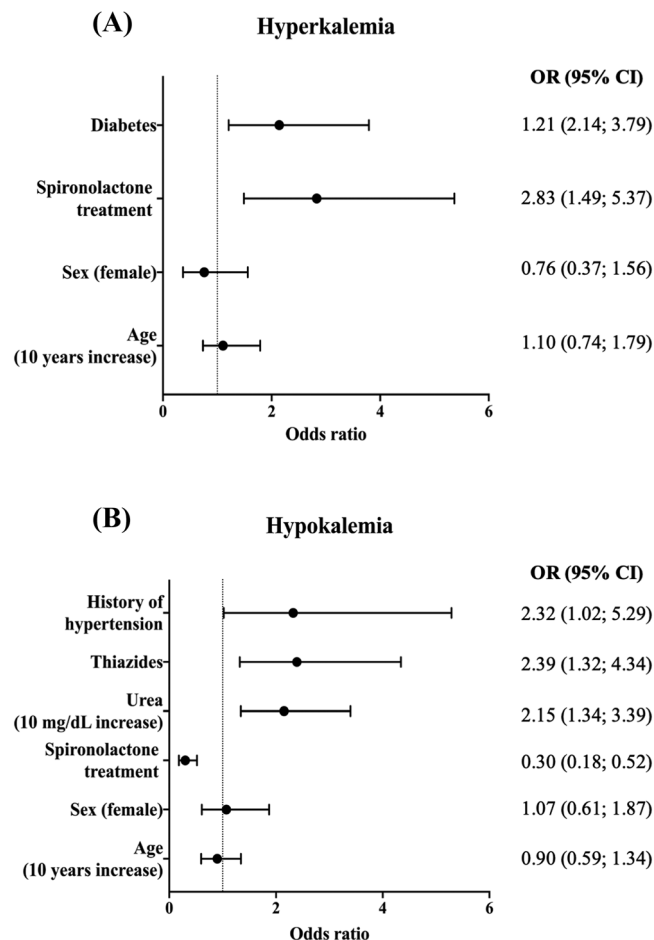 (A)
Hyperkalemia
OR (95% CI)
Diabetes
1.21 (2.14; 3.79)
Spironolactone
treatment
2.83 (1.49; 5.37)
Sex (female)
0.76 (0.37; 1.56)
Age
(10 years increase)
1.10 (0.74; 1.79)
0 2 4 6
Odds ratio
(B)
Hypokalemia
OR (95% CI)
History of
hypertension
2.32 (1.02; 5.29)
Thiazides
2.39 (1.32; 4.34)
Urea
(10 mg/dL increase)
2.15 (1.34; 3.39)
Spironolactone
treatment
0.30 (0.18; 0.52)
Sex (female)
1.07 (0.61; 1.87)
Age
(10 years increase)
0.90 (0.59; 1.34)
0 2 4 6
Odds ratio